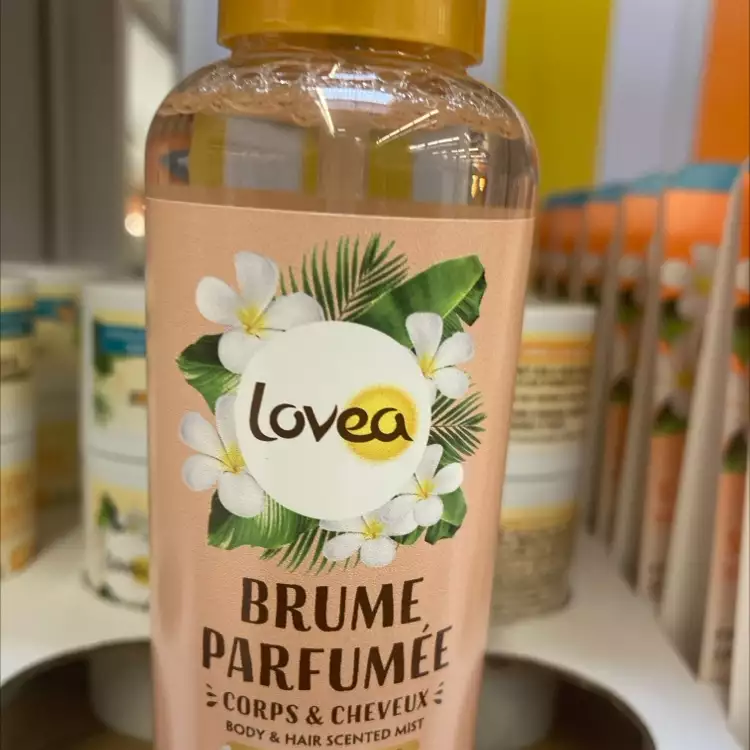 lovea
BRUME
PARFUMÉE
CORPS & CHEVEUX
BODY & HAIR SCENTED MIST